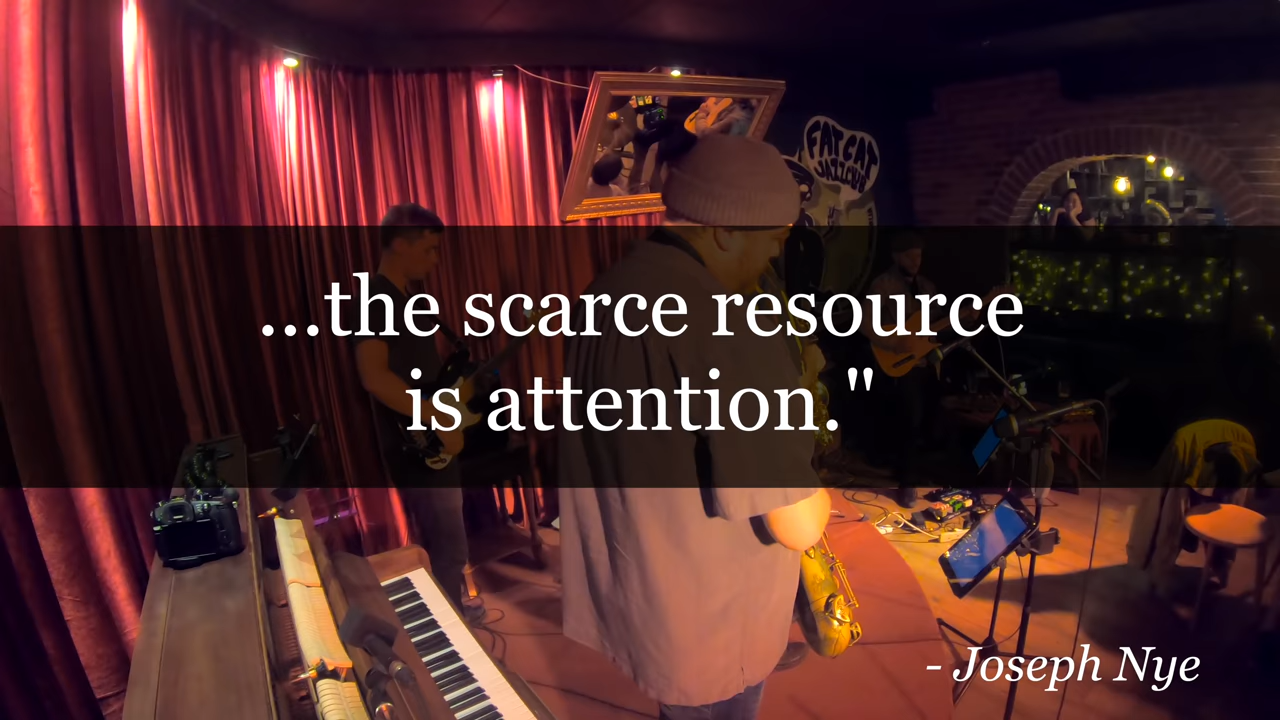 FAT CAT
JAZZ CLUB
...the scarce resource
is attention."
- Joseph Nye